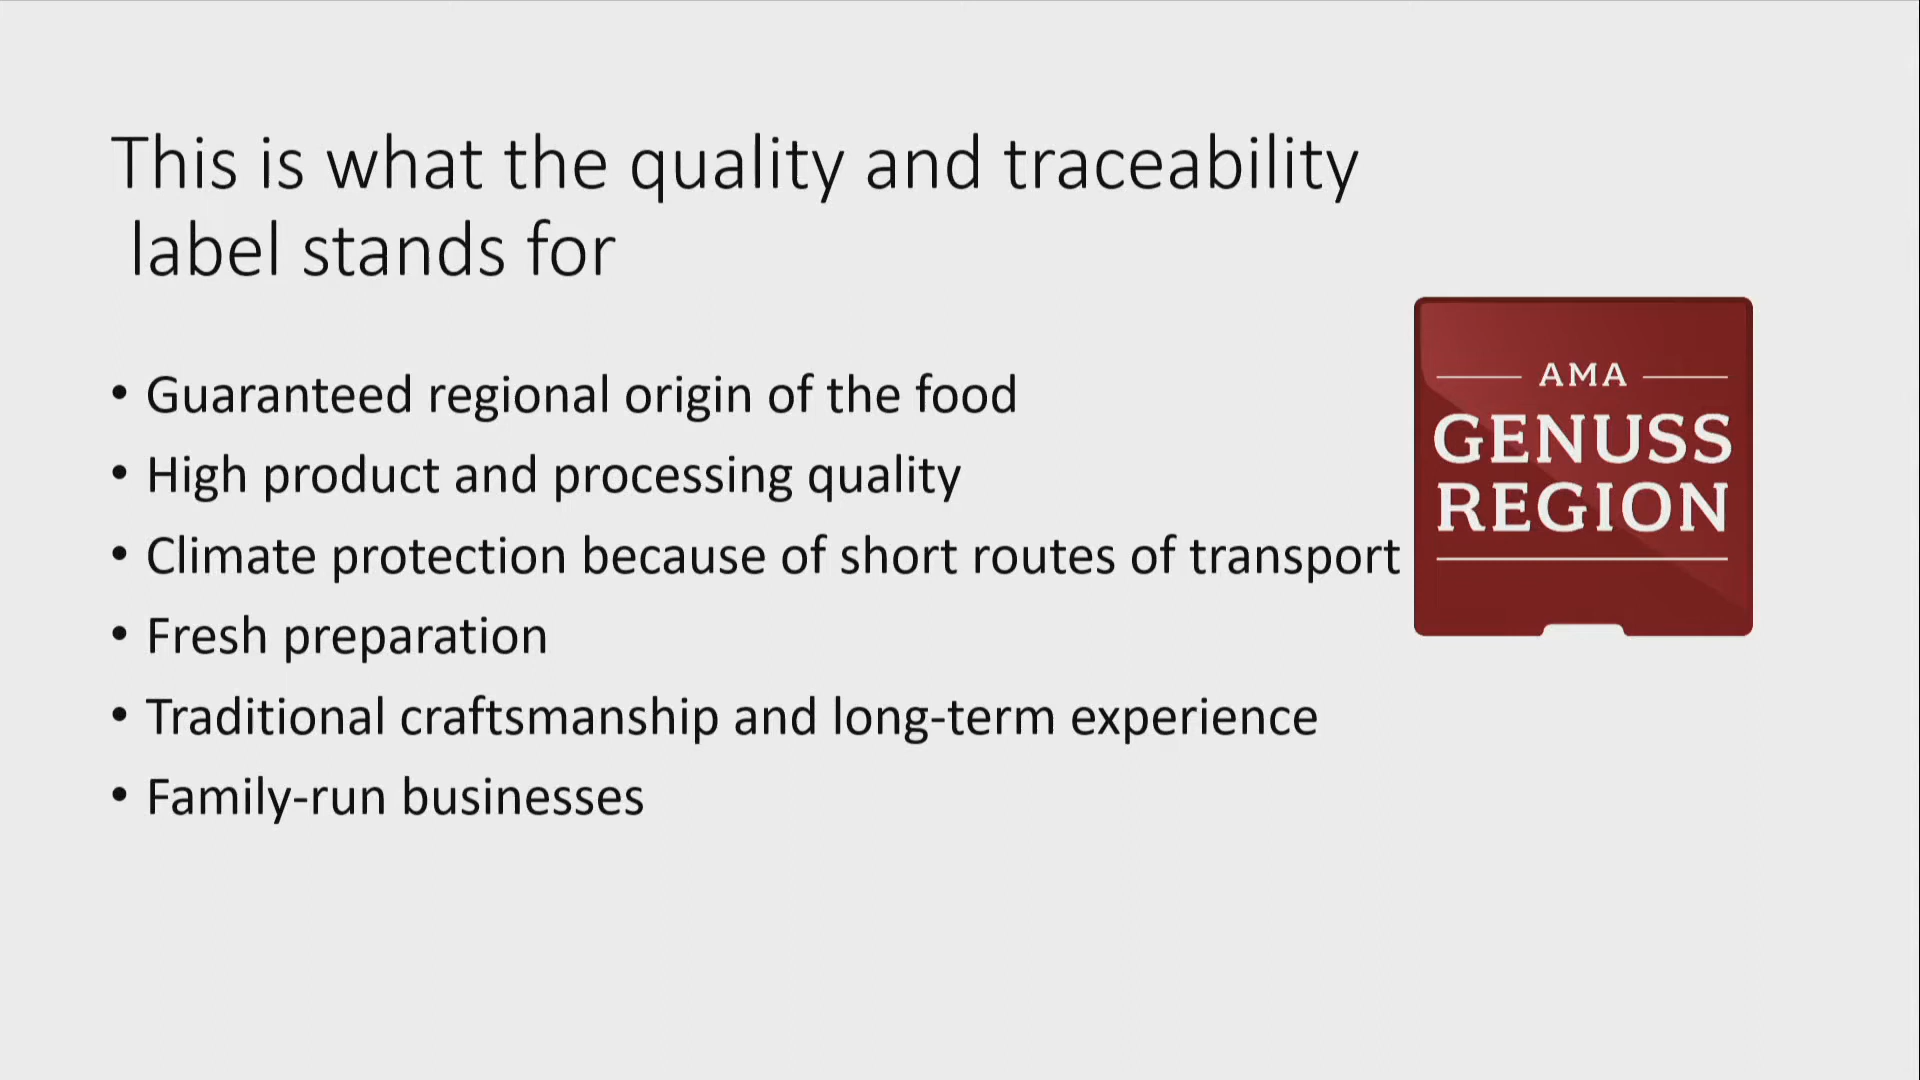 This is what the quality and traceability
label stands for
• Guaranteed regional origin of the food
• High product and processing quality
• Climate protection because of short routes of transport
• Fresh preparation
• Traditional craftsmanship and long-term experience
• Family-run businesses
AMA
GENUSS
REGION